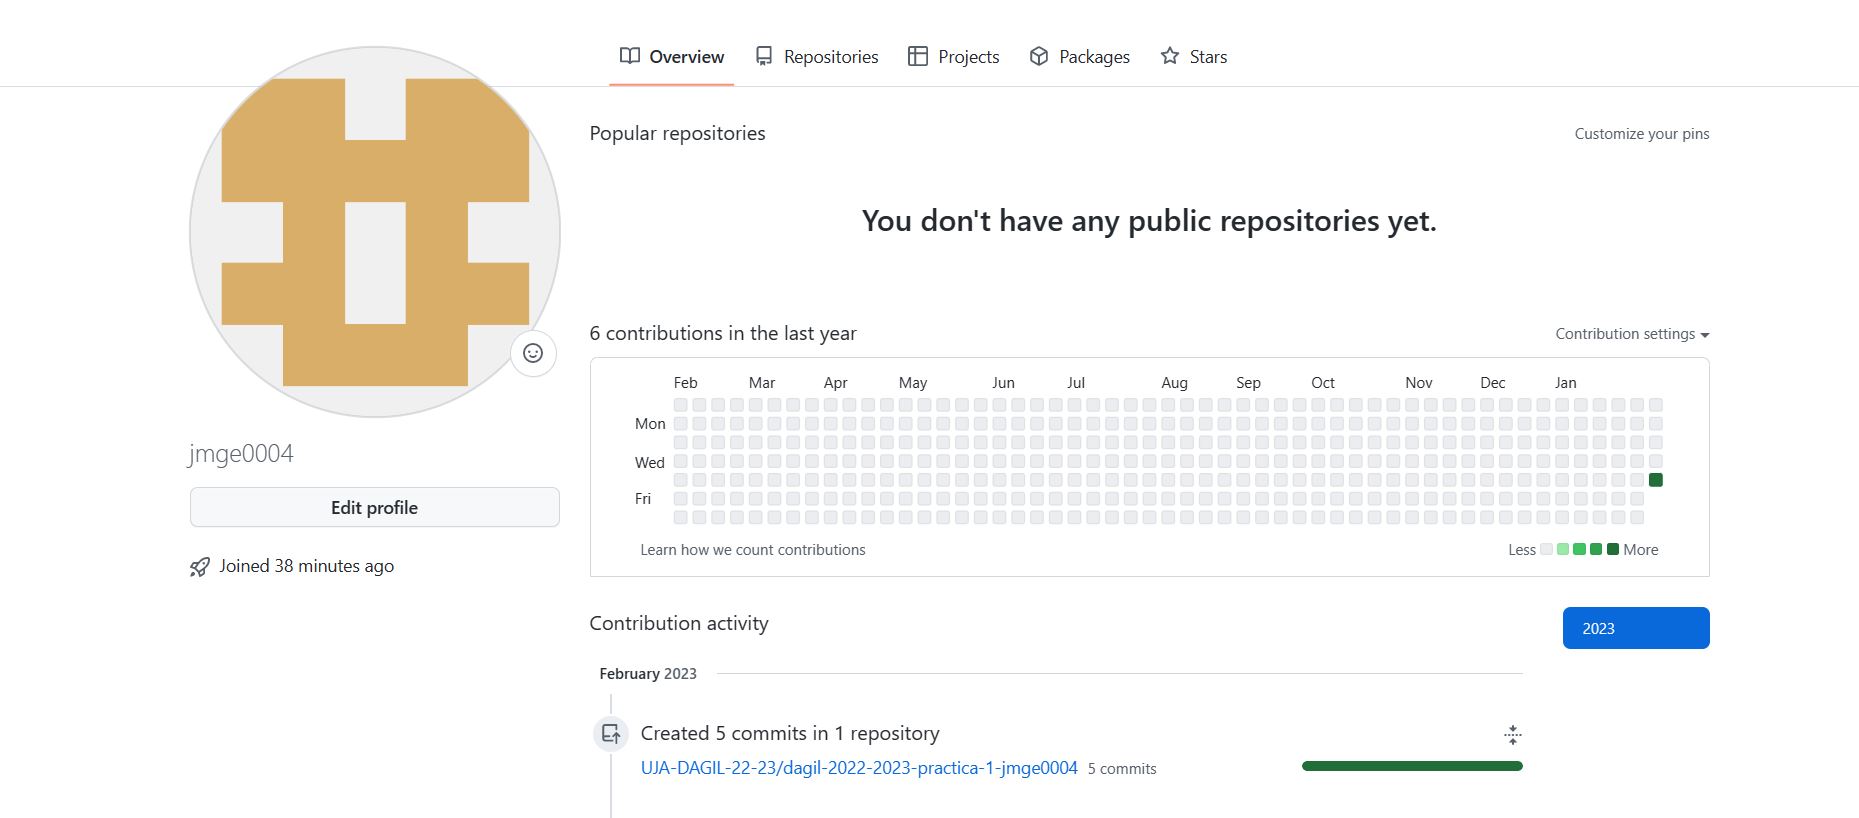 Overview Repositories Projects Packages Stars
Popular repositories Customize your pins
You don't have any public repositories yet.
6 contributions in the last year Contribution settings
Feb Mar Apr May Jun Jul Aug Sep Oct Nov Dec Jan
Mon
Wed
Fri
Learn how we count contributions Less More
jmge0004
Edit profile
Joined 38 minutes ago
Contribution activity 2023
February 2023
Created 5 commits in 1 repository
UJA-DAGIL-22-23/dagil-2022-2023-practica-1-jmge0004 5 commits